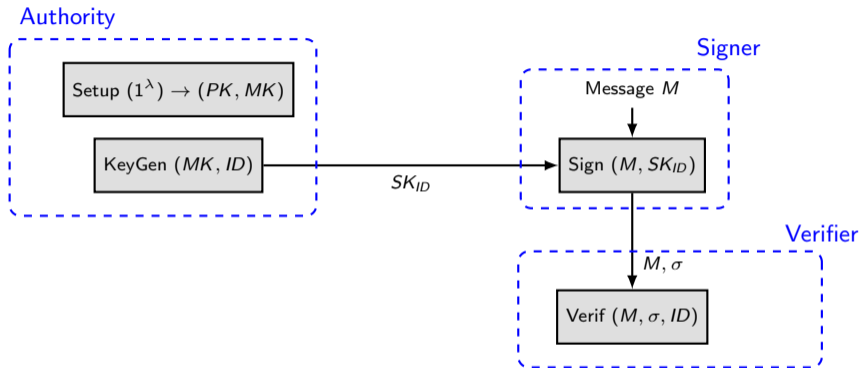 Authority
Setup (1^λ) → (PK, MK)
KeyGen (MK, ID)
SK_ID
Signer
Message M
Sign (M, SK_ID)
Verifier
M, σ
Verif (M, σ, ID)